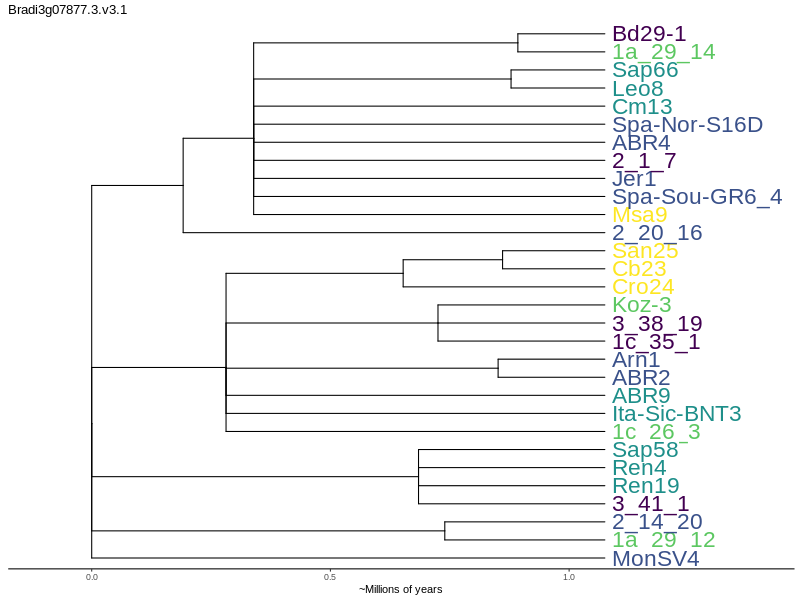 Bradi3g07877.3.v3.1
Bd29-1
1a_29_14
Sap66
Leo8
Cm13
Spa-Nor-S16D
ABR4
2_1_7
Jer1
Spa-Sou-GR6_4
Msa9
2_20_16
San25
Cb23
Cro24
Koz-3
3_38_19
1c_35_1
Arn1
ABR2
ABR9
Ita-Sic-BNT3
1c_26_3
Sap58
Ren4
Ren19
3_41_1
2_14_20
1a_29_12
MonSV4
0.0 0.5 1.0
~Millions of years